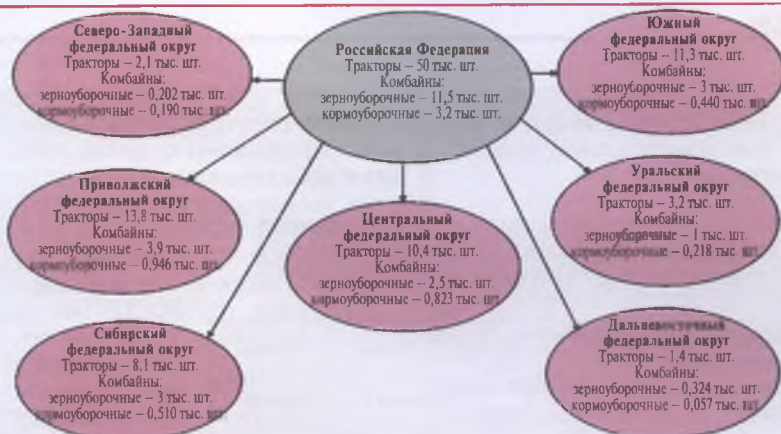 Северо-Западный
федеральный округ
Тракторы – 2,1 тыс. шт.
Комбайны:
зерноуборочные – 0,202 тыс. шт.
кормоуборочные – 0,190 тыс. шт.
Российская Федерация
Тракторы – 50 тыс. шт.
Комбайны:
зерноуборочные – 11,5 тыс. шт.
кормоуборочные – 3,2 тыс. шт.
Южный
федеральный округ
Тракторы – 11,3 тыс. шт.
Комбайны:
зерноуборочные – 3 тыс. шт.
кормоуборочные – 0,440 тыс. шт.
Приволжский
федеральный округ
Тракторы – 13,8 тыс. шт.
Комбайны:
зерноуборочные – 3,9 тыс. шт.
кормоуборочные – 0,946 тыс. шт.
Центральный
федеральный округ
Тракторы – 10,4 тыс. шт.
Комбайны:
зерноуборочные – 2,5 тыс. шт.
кормоуборочные – 0,823 тыс. шт.
Уральский
федеральный округ
Тракторы – 3,2 тыс. шт.
Комбайны:
зерноуборочные – 1 тыс. шт.
кормоуборочные – 0,218 тыс. шт.
Сибирский
федеральный округ
Тракторы – 8,1 тыс. шт.
Комбайны:
зерноуборочные – 3 тыс. шт.
кормоуборочные – 0,510 тыс. шт.
Дальневосточный
федеральный округ
Тракторы – 1,4 тыс. шт.
Комбайны:
зерноуборочные – 0,324 тыс. шт.
кормоуборочные – 0,057 тыс. шт.